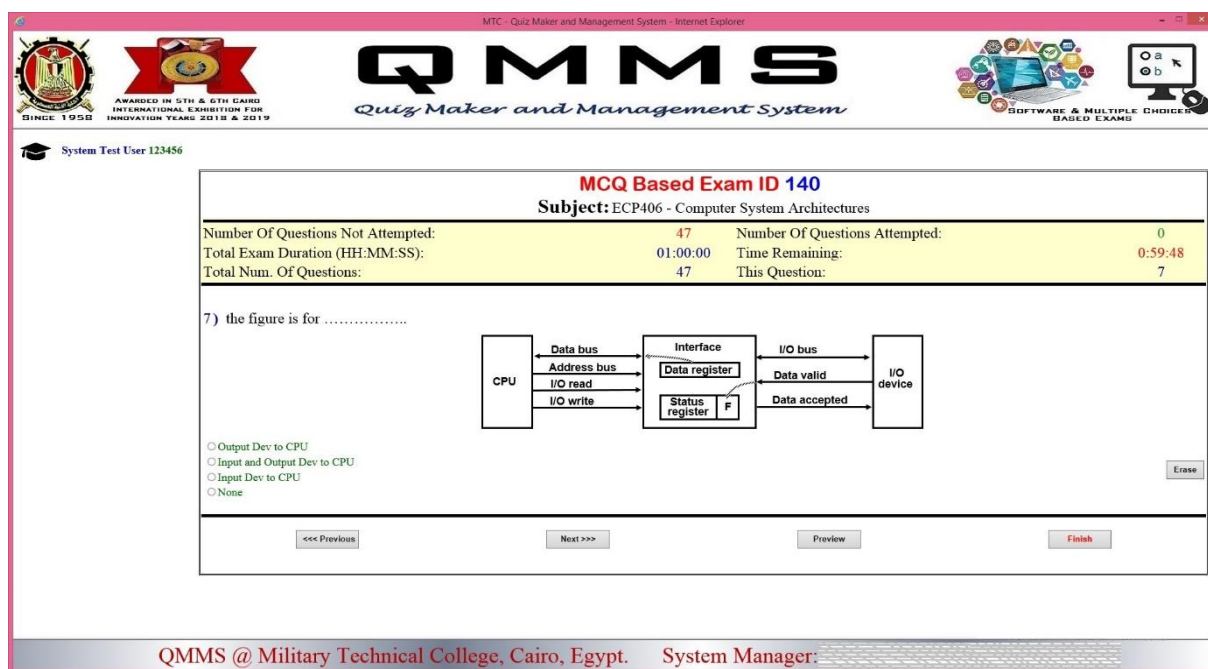 MTC - Quiz Maker and Management System - Internet Explorer
SINCE 1958
AWARDED IN 5TH & 6TH CAIRO
INTERNATIONAL EXHIBITION FOR
INNOVATION YEARS 2018 & 2019
QMMS
Quiz Maker and Management System
a
b
SOFTWARE & MULTIPLE CHOICES
BASED EXAMS
System Test User 123456
MCQ Based Exam ID 140
Subject: ECP406 - Computer System Architectures
Number Of Questions Not Attempted: 47 Number Of Questions Attempted: 0
Total Exam Duration (HH:MM:SS): 01:00:00 Time Remaining: 0:59:48
Total Num. Of Questions: 47 This Question: 7
7) the figure is for ……………..
CPU
Data bus
Address bus
I/O read
I/O write
Interface
Data register
Status register
F
I/O bus
Data valid
Data accepted
I/O device
Output Dev to CPU
Input and Output Dev to CPU
Input Dev to CPU
None
Erase
<<< Previous Next >>> Preview Finish
QMMS @ Military Technical College, Cairo, Egypt. System Manager: